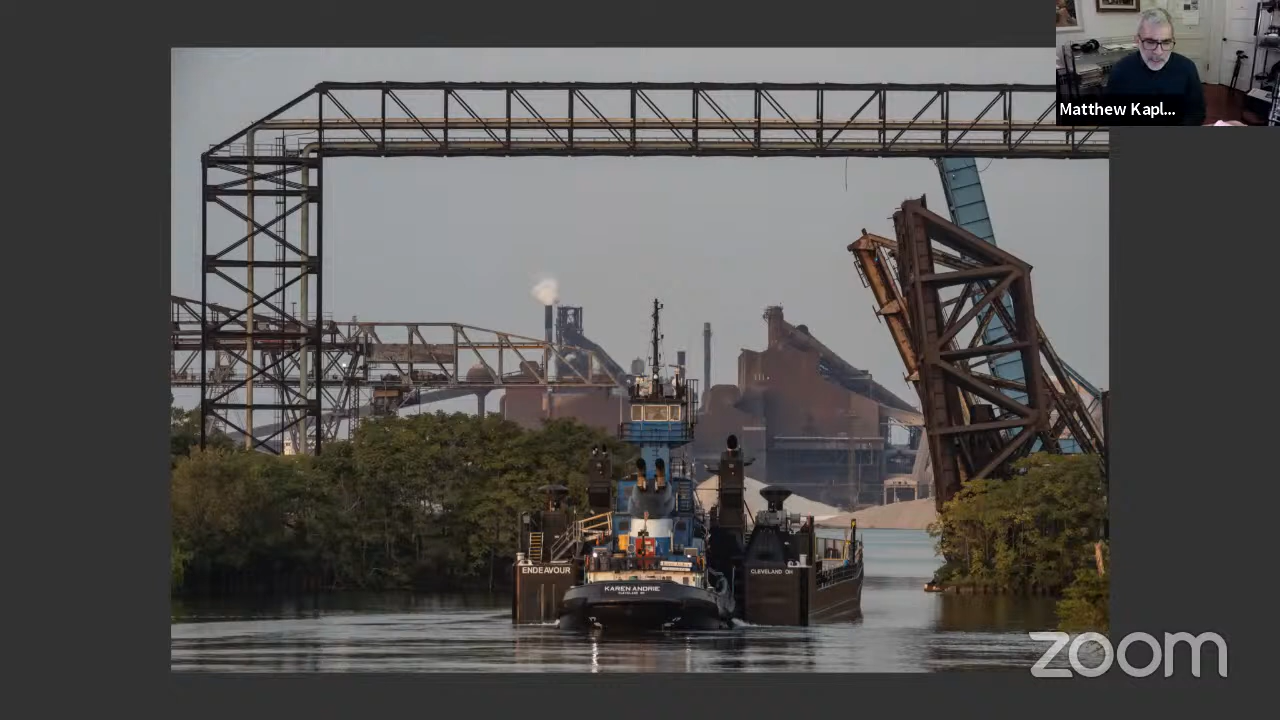 Matthew Kapl...
ENDEAVOUR
CLEVELAND OH
KAREN ANDRIE
zoom